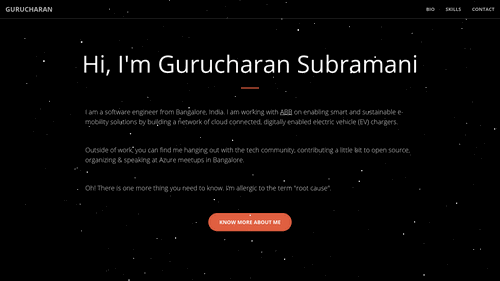 GURUCHARAN
BIO SKILLS CONTACT
Hi, I'm Gurucharan Subramani
I am a software engineer from Bangalore, India. I am working with ABB on enabling smart and sustainable e-
mobility solutions by building a network of cloud connected, digitally enabled electric vehicle (EV) chargers.
Outside of work, you can find me hanging out with the tech community, contributing a little bit to open source,
organizing & speaking at Azure meetups in Bangalore.
Oh! There is one more thing you need to know. I'm allergic to the term "root cause".
KNOW MORE ABOUT ME